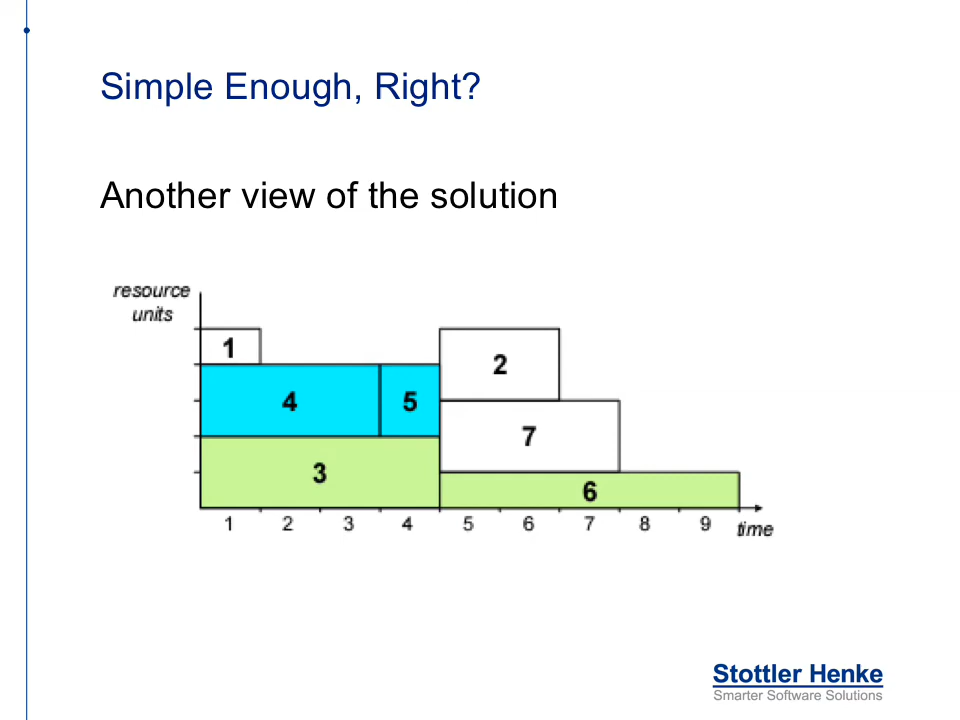 Simple Enough, Right?
Another view of the solution
resource
units
1
2
4
5
7
3
6
1 2 3 4 5 6 7 8 9 time
Stottler Henke
Smarter Software Solutions